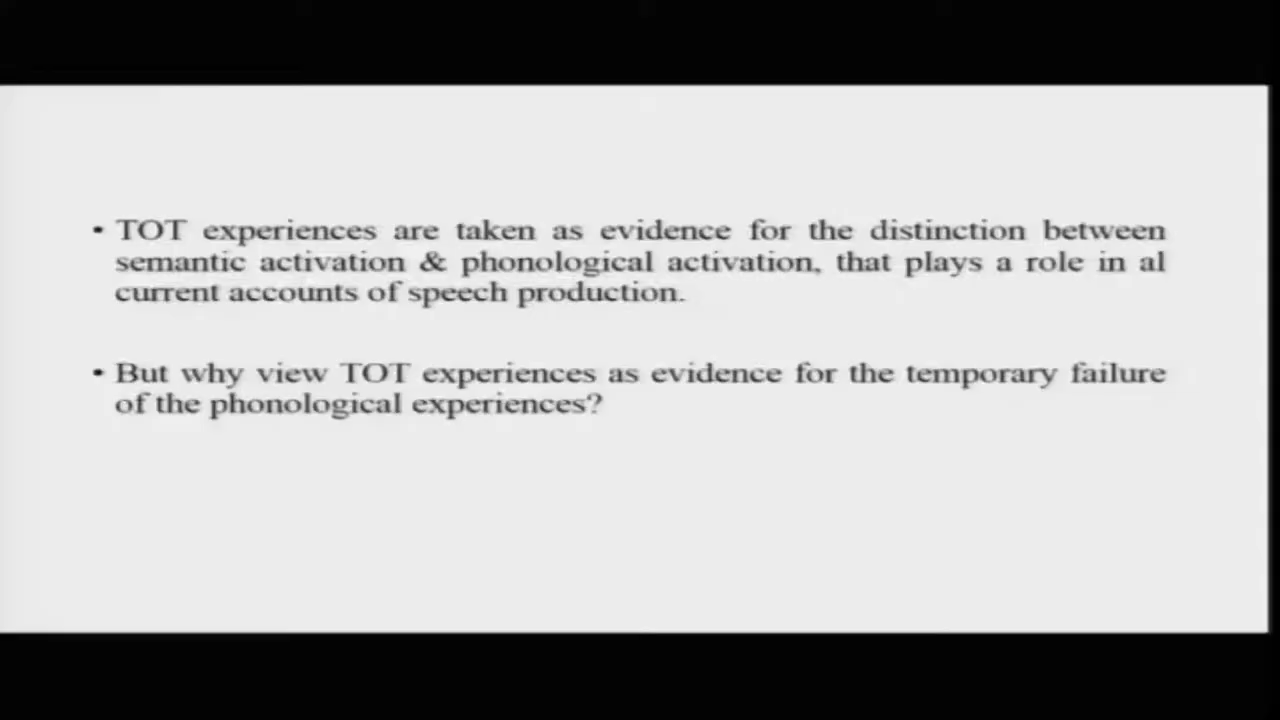 • TOT experiences are taken as evidence for the distinction between
semantic activation & phonological activation, that plays a role in al
current accounts of speech production.
• But why view TOT experiences as evidence for the temporary failure
of the phonological experiences?